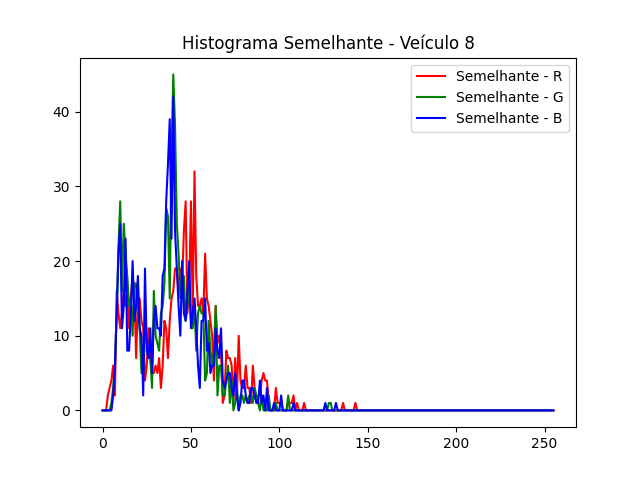 Histograma Semelhante - Veículo 8
Semelhante - R
Semelhante - G
Semelhante - B
40
30
20
10
0
0 50 100 150 200 250